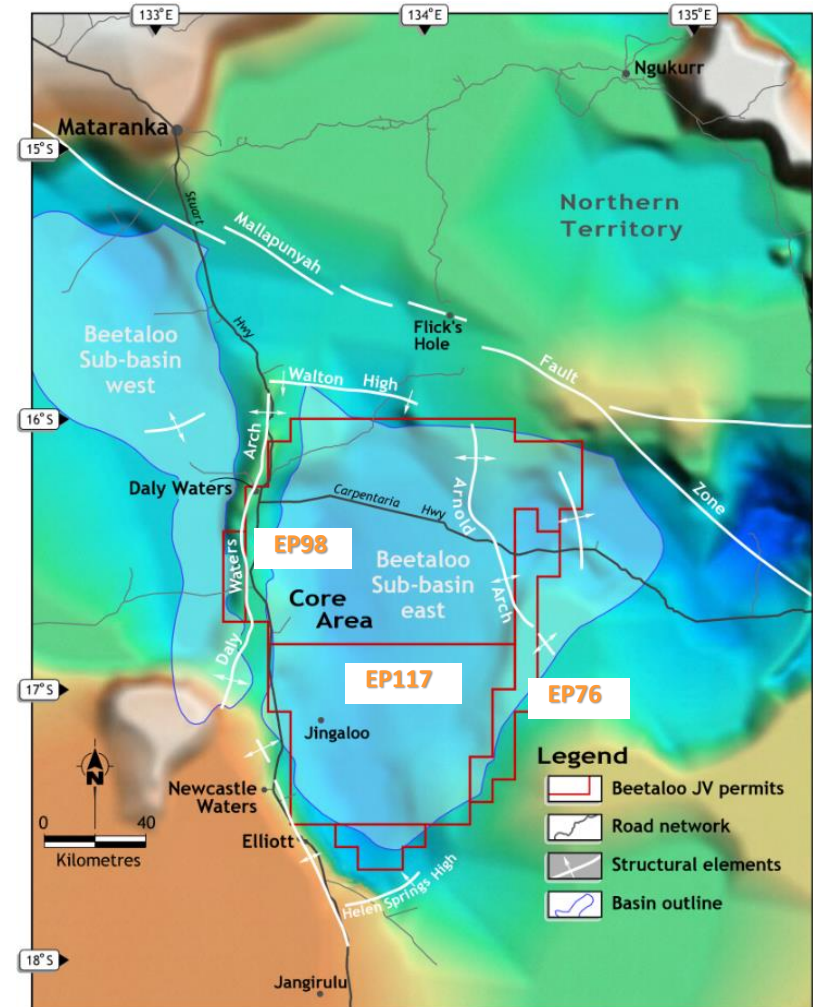 133°E
134°E
135°E
Ngukurr
Mataranka
15°S
Stuart
Hwy
Northern
Territory
Mallapunyah
Fault
Zone
Flick's
Hole
Beetaloo
Sub-basin
west
Walton High
16°S
Daly Waters
Arch
Waters
Daly
Carpentaria Hwy
Arnold
Arch
EP98
Beetaloo
Sub-basin
east
Core
Area
17°S
EP117
EP76
Jingaloo
N
0 40
Kilometres
Newcastle
Waters
Elliott
Helen Springs High
18°S
Jangirulu
Legend
Beetaloo JV permits
Road network
Structural elements
Basin outline